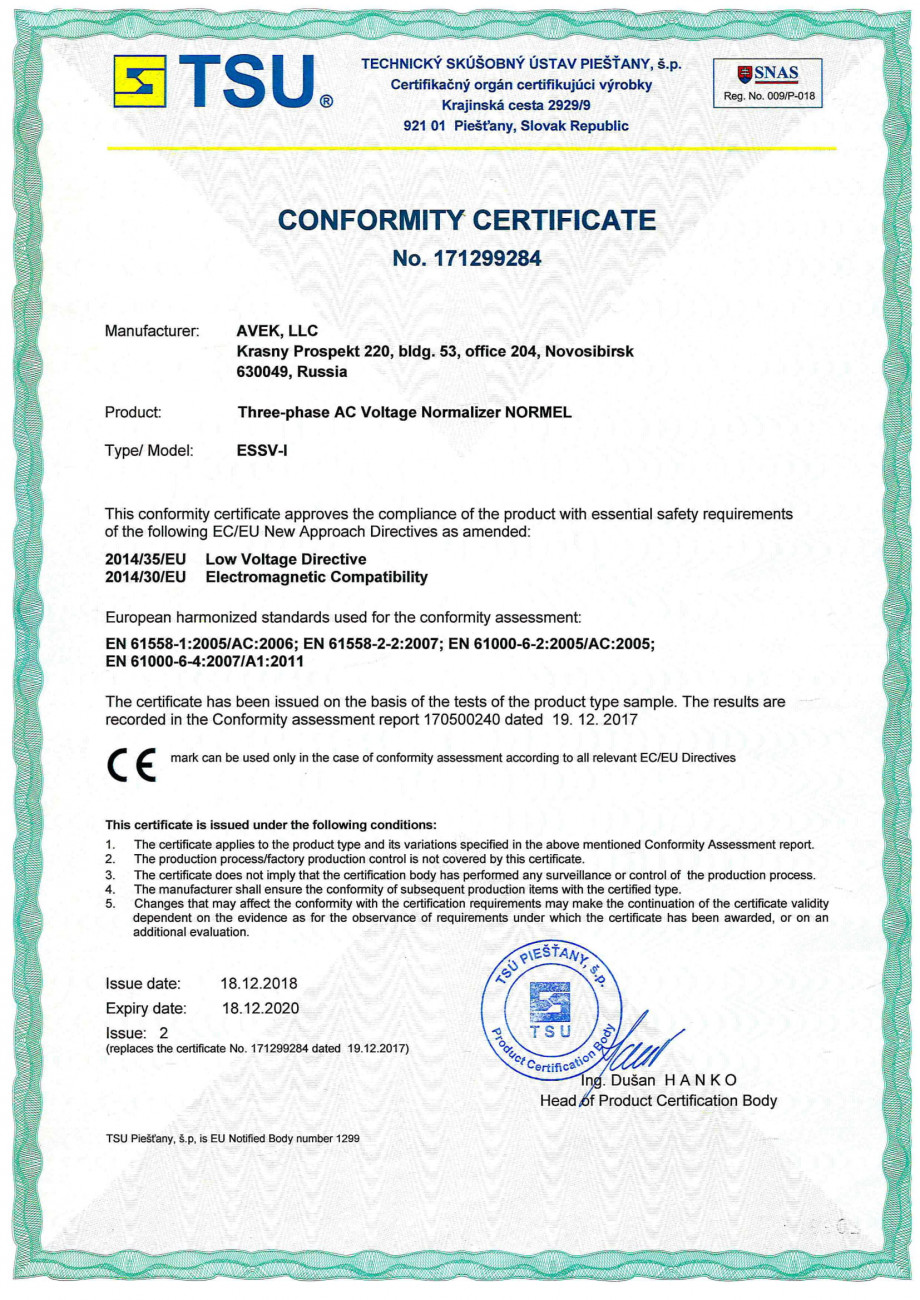 TSU®
TECHNICKÝ SKÚŠOBNÝ ÚSTAV PIEŠŤANY, š.p.
Certifikačný orgán certifikujúci výrobky
Krajinská cesta 2929/9
921 01 Piešťany, Slovak Republic
SNAS
Reg. No. 009/P-018
CONFORMITY CERTIFICATE
No. 171299284
Manufacturer: AVEK, LLC
Krasny Prospekt 220, bldg. 53, office 204, Novosibirsk
630049, Russia
Product: Three-phase AC Voltage Normalizer NORMEL
Type/ Model: ESSV-I
This conformity certificate approves the compliance of the product with essential safety requirements
of the following EC/EU New Approach Directives as amended:
2014/35/EU Low Voltage Directive
2014/30/EU Electromagnetic Compatibility
European harmonized standards used for the conformity assessment:
EN 61558-1:2005/AC:2006; EN 61558-2-2:2007; EN 61000-6-2:2005/AC:2005;
EN 61000-6-4:2007/A1:2011
The certificate has been issued on the basis of the tests of the product type sample. The results are
recorded in the Conformity assessment report 170500240 dated 19. 12. 2017
CE mark can be used only in the case of conformity assessment according to all relevant EC/EU Directives
This certificate is issued under the following conditions:
1. The certificate applies to the product type and its variations specified in the above mentioned Conformity Assessment report.
2. The production process/factory production control is not covered by this certificate.
3. The certificate does not imply that the certification body has performed any surveillance or control of the production process.
4. The manufacturer shall ensure the conformity of subsequent production items with the certified type.
5. Changes that may affect the conformity with the certification requirements may make the continuation of the certificate validity
dependent on the evidence as for the observance of requirements under which the certificate has been awarded, or on an
additional evaluation.
Issue date: 18.12.2018
Expiry date: 18.12.2020
Issue: 2
(replaces the certificate No. 171299284 dated 19.12.2017)
TSÚ PIEŠŤANY, š.p.
TSU
Product Certification Body
Ing. Dušan HANKO
Head of Product Certification Body
TSU Piešťany, š.p, is EU Notified Body number 1299